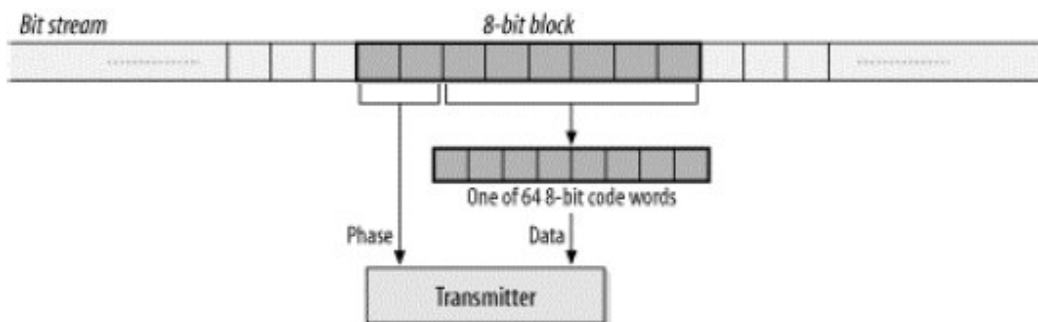 Bit stream
8-bit block
One of 64 8-bit code words
Phase
Data
Transmitter